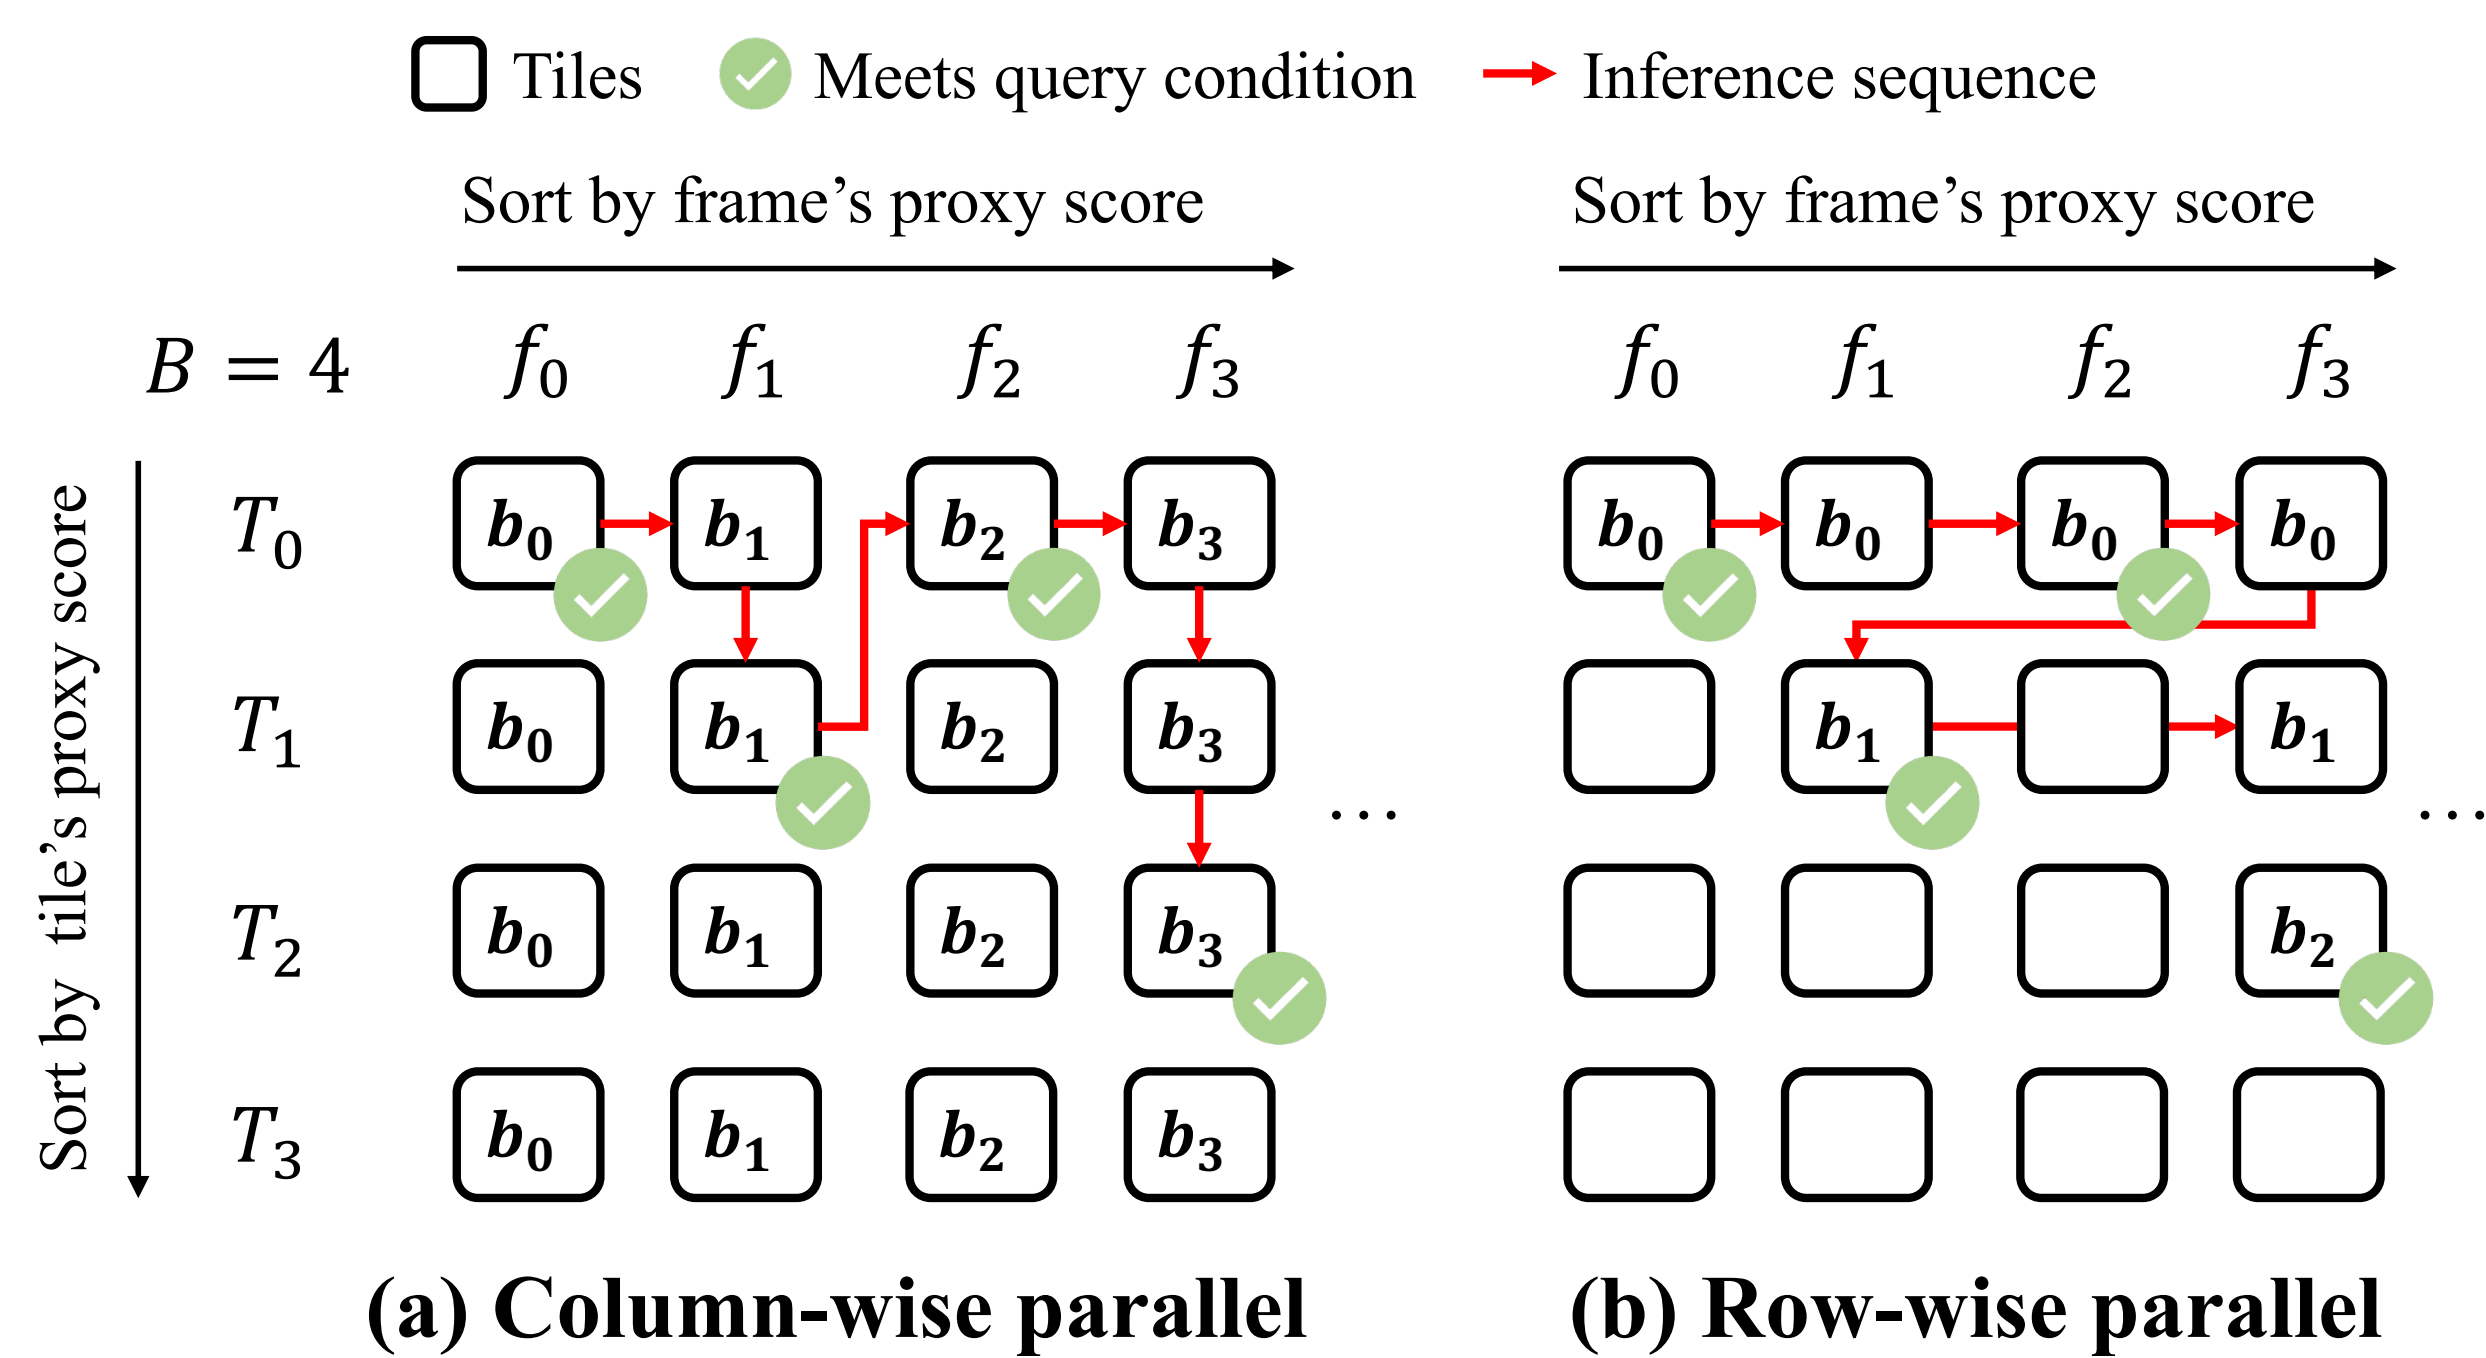 Tiles Meets query condition Inference sequence
Sort by frame's proxy score Sort by frame's proxy score
B = 4 f0 f1 f2 f3 f0 f1 f2 f3
Sort by tile's proxy score
T0 b0 b1 b2 b3 b0 b0 b0 b0
T1 b0 b1 b2 b3 b1 b1
... ...
T2 b0 b1 b2 b3 b2
T3 b0 b1 b2 b3
(a) Column-wise parallel (b) Row-wise parallel